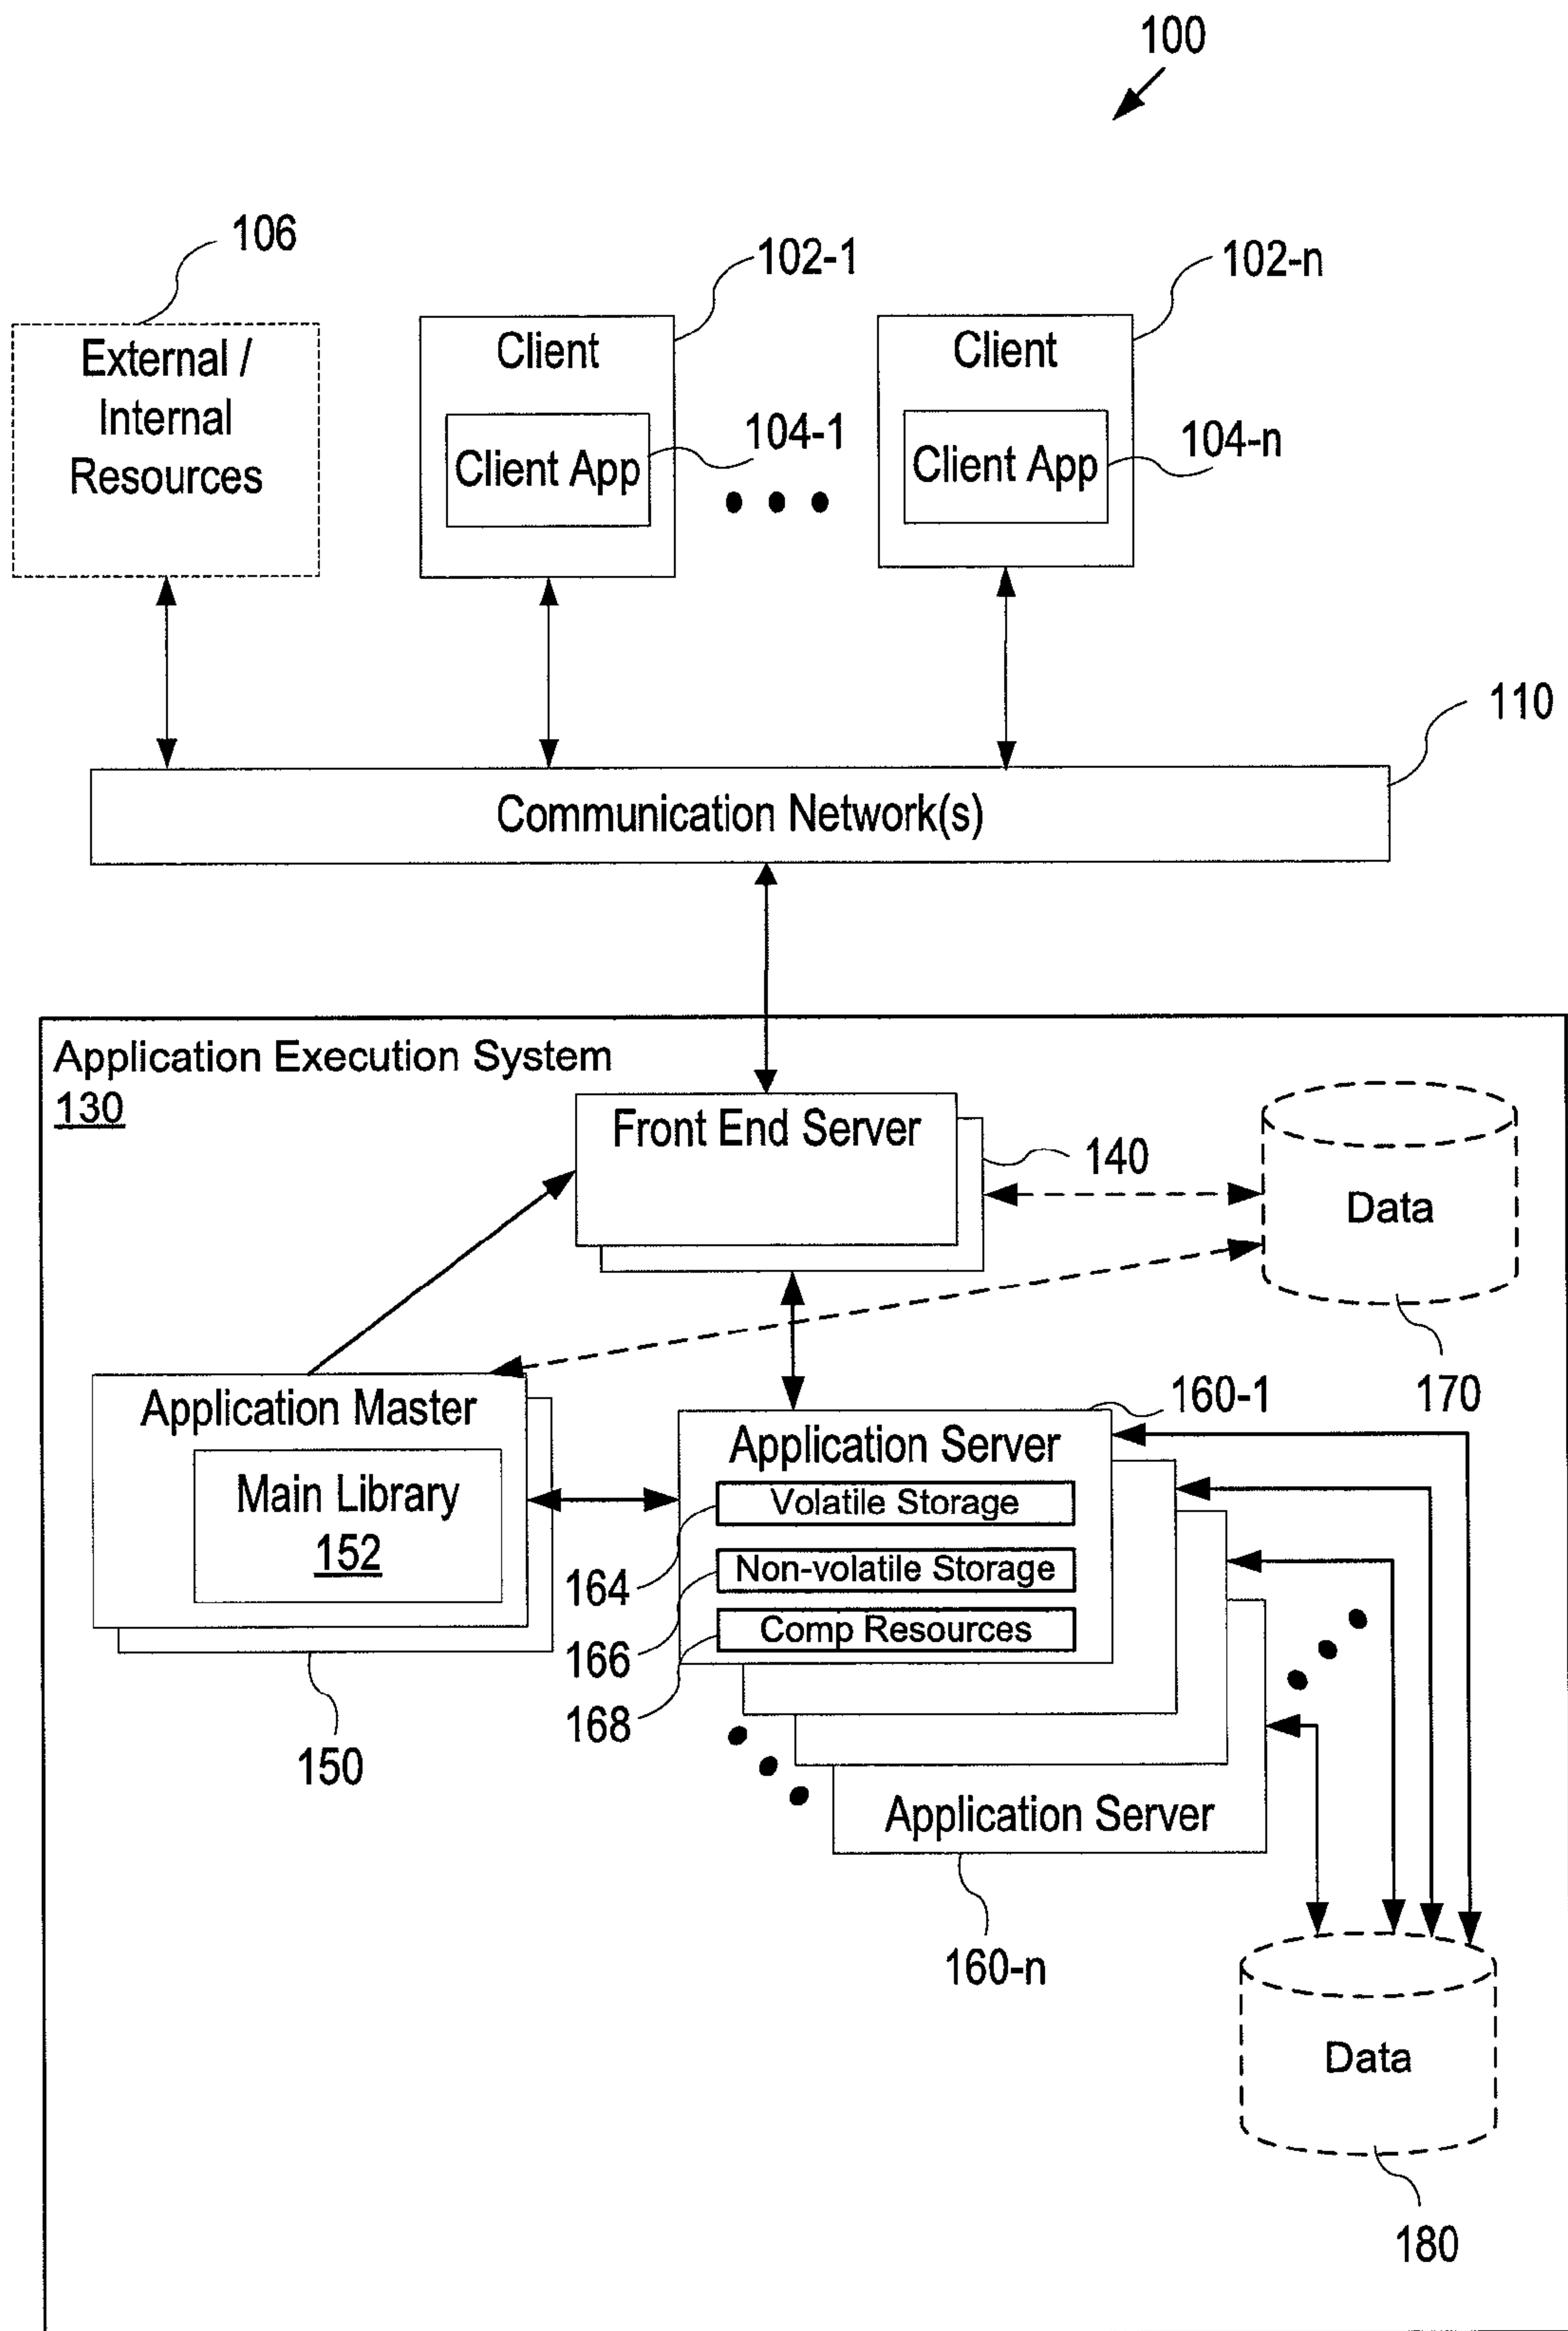 100
106
102-1
102-n
External /
Internal
Resources
Client
Client App
104-1
Client
Client App
104-n
110
Communication Network(s)
Application Execution System
130
Front End Server
140
Data
170
Application Master
Main Library
152
150
160-1
Application Server
Volatile Storage
164
Non-volatile Storage
166
Comp Resources
168
Application Server
160-n
Data
180